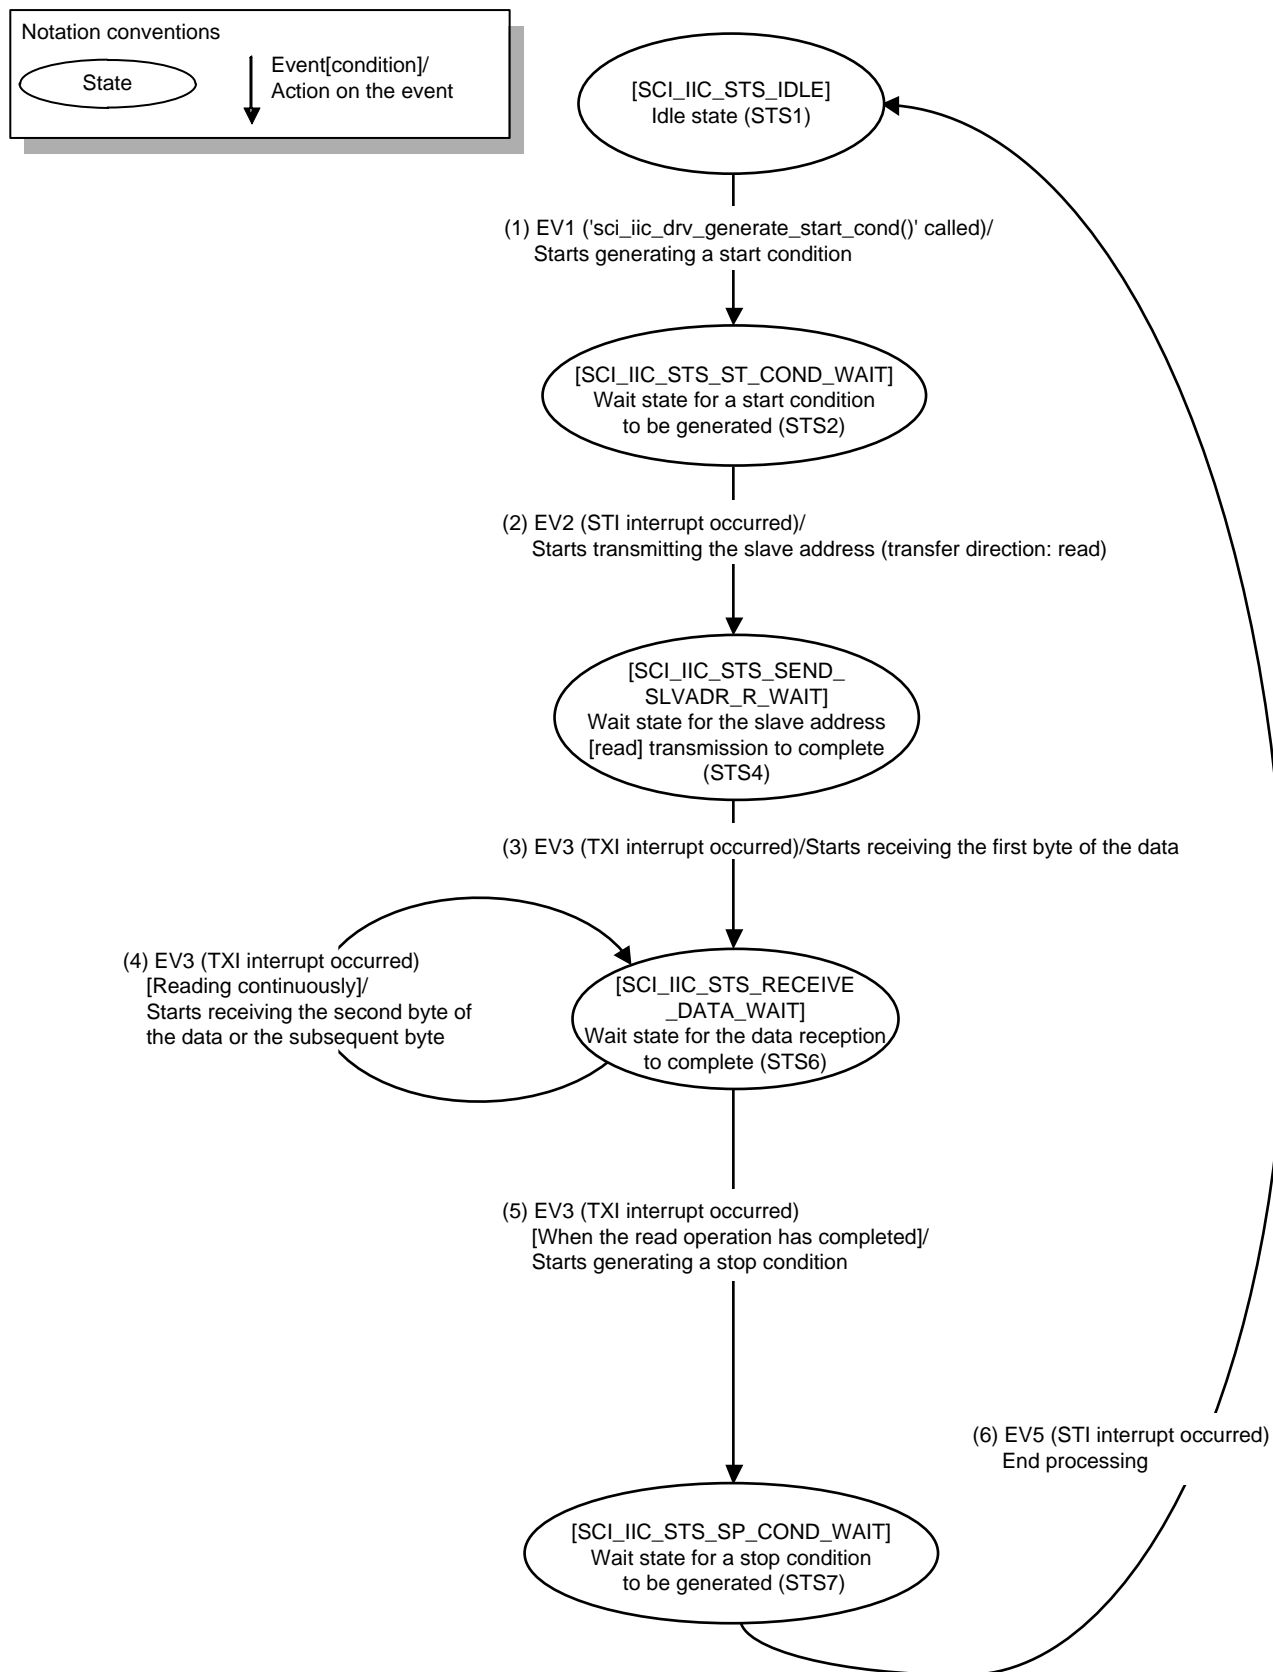 Notation conventions
State
Event[condition]/
Action on the event
[SCI_IIC_STS_IDLE]
Idle state (STS1)
(1) EV1 ('sci_iic_drv_generate_start_cond()' called)/
Starts generating a start condition
[SCI_IIC_STS_ST_COND_WAIT]
Wait state for a start condition
to be generated (STS2)
(2) EV2 (STI interrupt occurred)/
Starts transmitting the slave address (transfer direction: read)
[SCI_IIC_STS_SEND_
SLVADR_R_WAIT]
Wait state for the slave address
[read] transmission to complete
(STS4)
(3) EV3 (TXI interrupt occurred)/Starts receiving the first byte of the data
(4) EV3 (TXI interrupt occurred)
[Reading continuously]/
Starts receiving the second byte of
the data or the subsequent byte
[SCI_IIC_STS_RECEIVE
_DATA_WAIT]
Wait state for the data reception
to complete (STS6)
(5) EV3 (TXI interrupt occurred)
[When the read operation has completed]/
Starts generating a stop condition
(6) EV5 (STI interrupt occurred)
End processing
[SCI_IIC_STS_SP_COND_WAIT]
Wait state for a stop condition
to be generated (STS7)